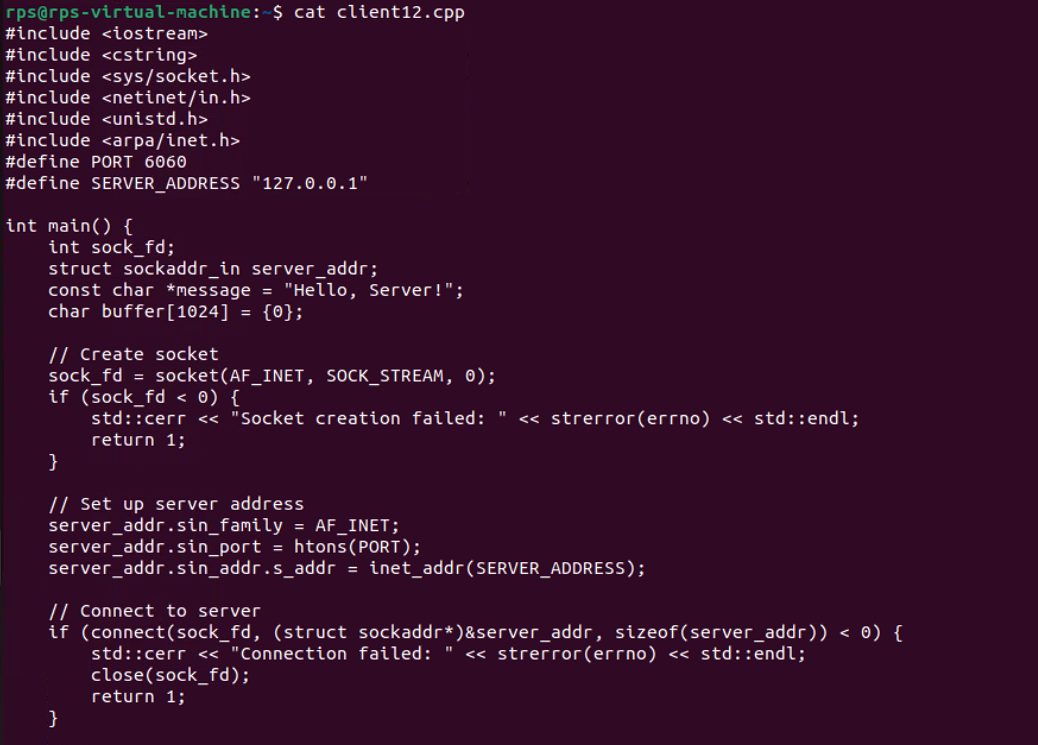 rps@rps-virtual-machine:~$ cat client12.cpp
#include <iostream>
#include <cstring>
#include <sys/socket.h>
#include <netinet/in.h>
#include <unistd.h>
#include <arpa/inet.h>
#define PORT 6060
#define SERVER_ADDRESS "127.0.0.1"

int main() {
    int sock_fd;
    struct sockaddr_in server_addr;
    const char *message = "Hello, Server!";
    char buffer[1024] = {0};

    // Create socket
    sock_fd = socket(AF_INET, SOCK_STREAM, 0);
    if (sock_fd < 0) {
        std::cerr << "Socket creation failed: " << strerror(errno) << std::endl;
        return 1;
    }

    // Set up server address
    server_addr.sin_family = AF_INET;
    server_addr.sin_port = htons(PORT);
    server_addr.sin_addr.s_addr = inet_addr(SERVER_ADDRESS);

    // Connect to server
    if (connect(sock_fd, (struct sockaddr*)&server_addr, sizeof(server_addr)) < 0) {
        std::cerr << "Connection failed: " << strerror(errno) << std::endl;
        close(sock_fd);
        return 1;
    }